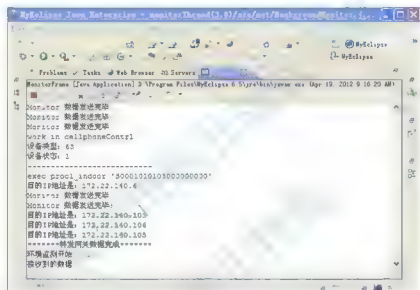 MyEclipse Java Enterprise - monitorThread(3.0)/src/net/BackgroundMonitor.j
MyEclipse
Java Enterprise
Problems Tasks Web Browser Servers
MonitorFrame [Java Application] D:\Program Files\MyEclipse 6.5\jre\bin\javaw.exe (Apr 19, 2012 9:16:29 AM)
Monitor 数据发送完毕
Monitor 数据发送完毕
Monitor 数据发送完毕
work in cellphoneContrl
设备类型: 63
设备状态: 1
exec proc1_indoor
目的IP地址是: 172.22.140.6
Monitor 数据发送完毕
Monitor 数据发送完毕
目的IP地址是: 172.22.140.103
目的IP地址是: 172.22.140.104
目的IP地址是: 172.22.140.105
-------转发网关数据完成-------
环境监测开始
接收到的数据